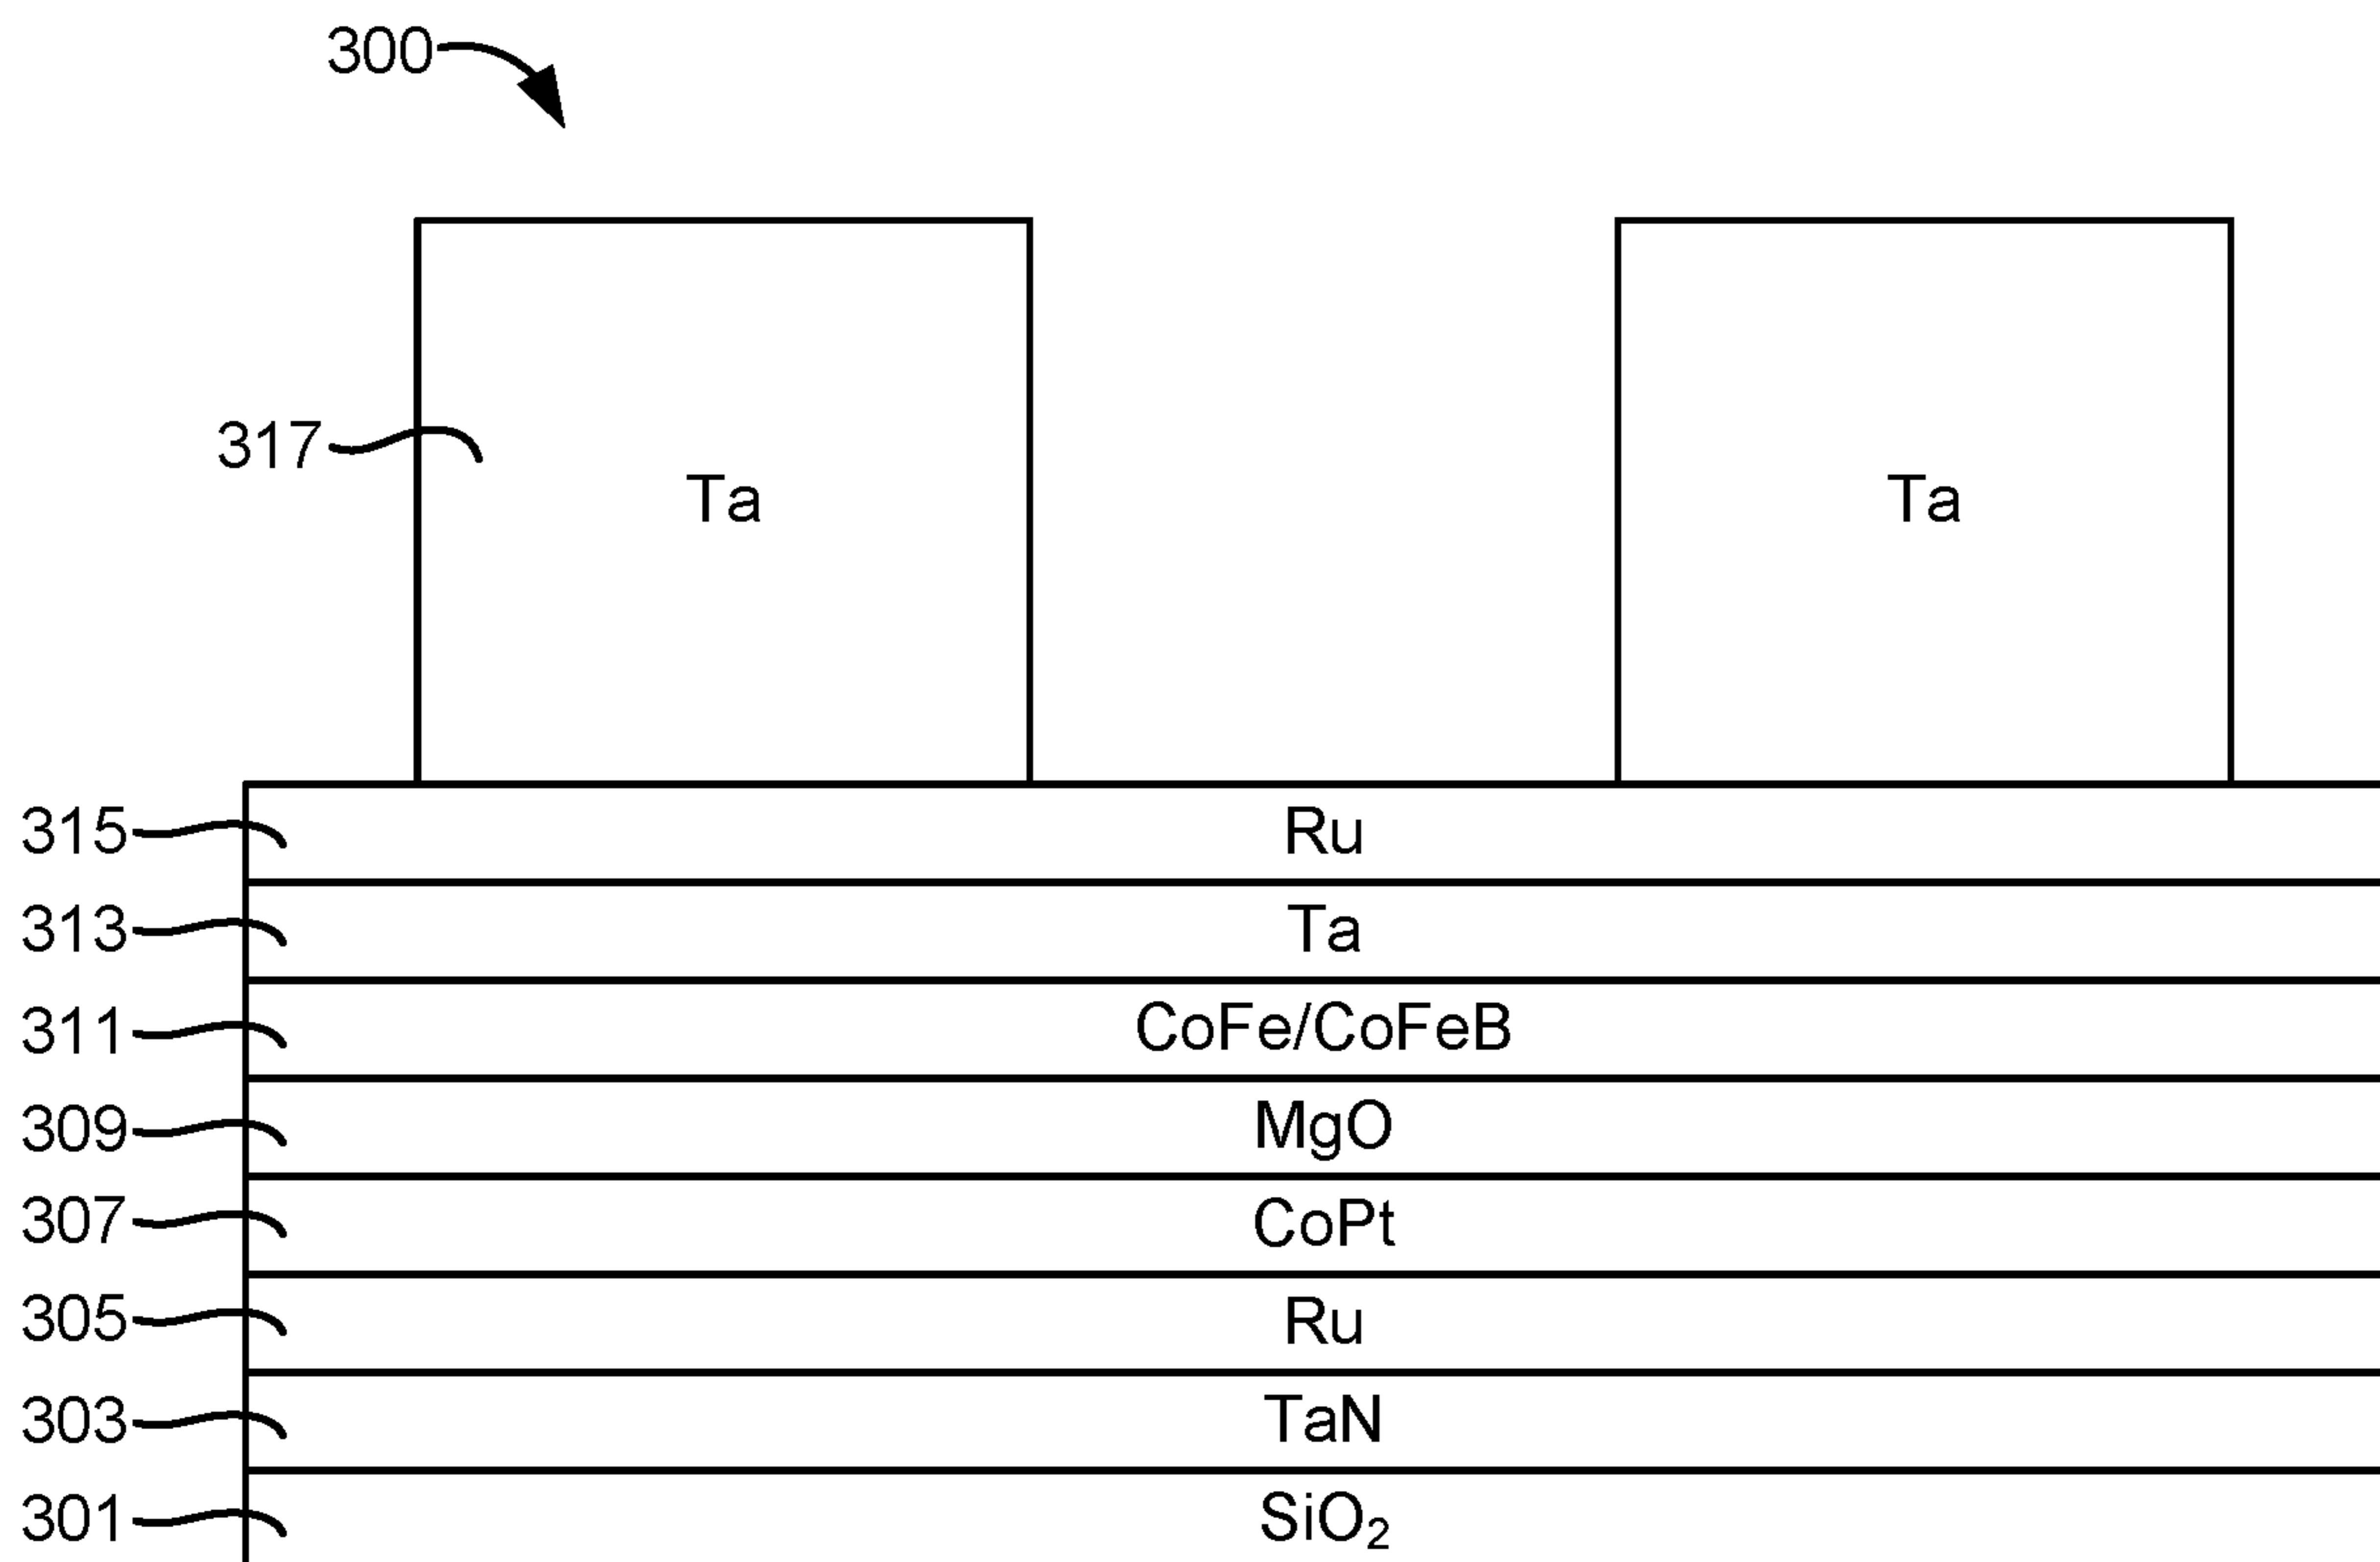 300
317 Ta Ta
315 Ru
313 Ta
311 CoFe/CoFeB
309 MgO
307 CoPt
305 Ru
303 TaN
301 SiO₂